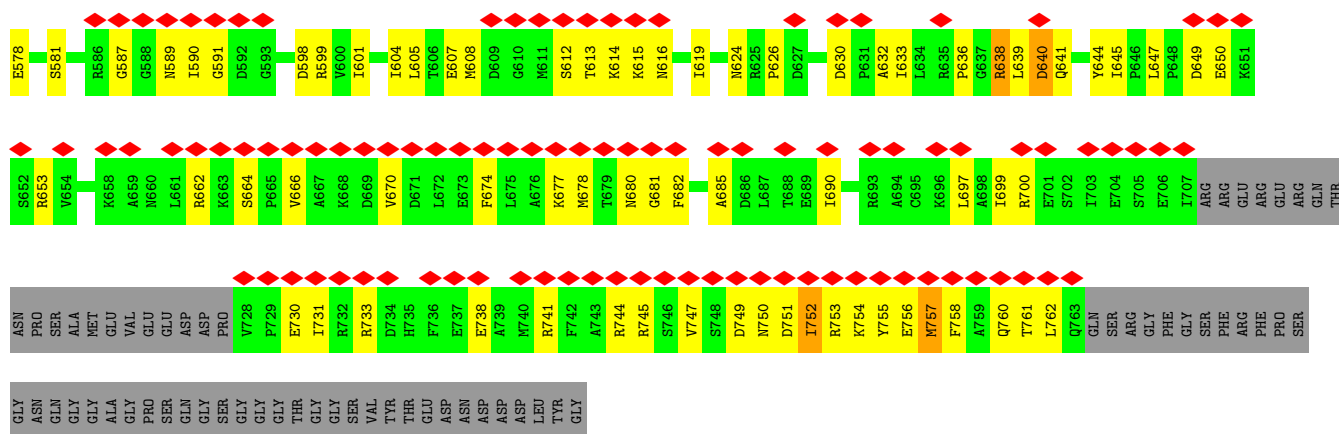 E578 S581 R586 G587 G588 N589 I590 G591 D592 G593 D598 R599 V600 I601 I604 L605 T606 E607 M608 D609 G610 M611 S612 T613 K614 K615 N616 I619 N624 R625 P626 D627 D630 P631 A632 I633 L634 R635 P636 G637 R638 L639 D640 Q641 Y644 I645 P646 L647 P648 D649 E650 K651
S652 R653 V654 K658 A659 N660 L661 R662 K663 S664 P665 V666 A667 K668 D669 V670 D671 L672 E673 F674 L675 A676 K677 M678 T679 N680 G681 F682 A685 D686 L687 T688 E689 I690 R693 A694 C695 K696 L697 A698 I699 R700 E701 S702 I703 E704 S705 E706 I707 ARG ARG GLU ARG GLU ARG GLN THR
ASN PRO SER ALA MET GLU VAL GLU GLU ASP ASP PRO V728 P729 E730 I731 R732 R733 D734 H735 F736 E737 E738 A739 M740 R741 F742 A743 R744 R745 S746 V747 S748 D749 N750 D751 I752 R753 K754 Y755 E756 M757 F758 A759 Q760 T761 L762 Q763 GLN SER ARG GLY PHE GLY SER PHE ARG PHE PRO SER
GLY ASN GLN GLY GLY ALA GLY PRO SER GLN GLY SER GLY GLY GLY THR GLY GLY SER VAL TYR THR GLU ASP ASN ASP ASP ASP LEU TYR GLY